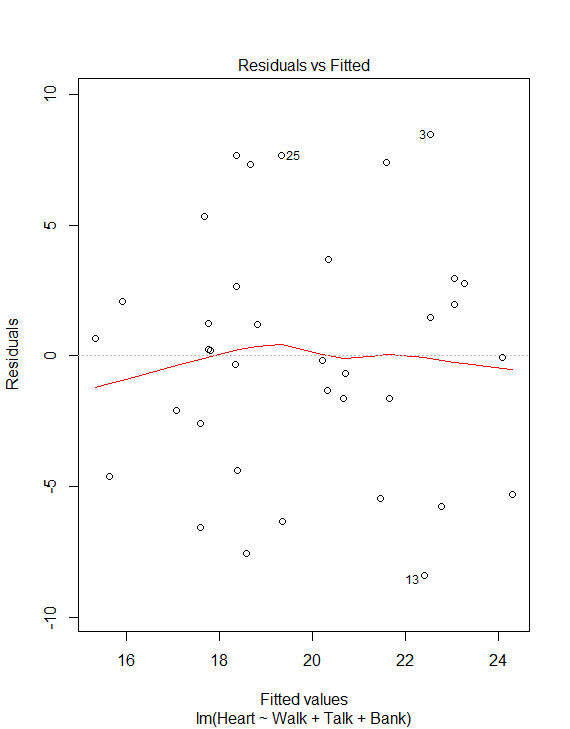 Residuals vs Fitted
Residuals
10
5
0
-5
-10
3
25
13
16 18 20 22 24
Fitted values
lm(Heart ~ Walk + Talk + Bank)